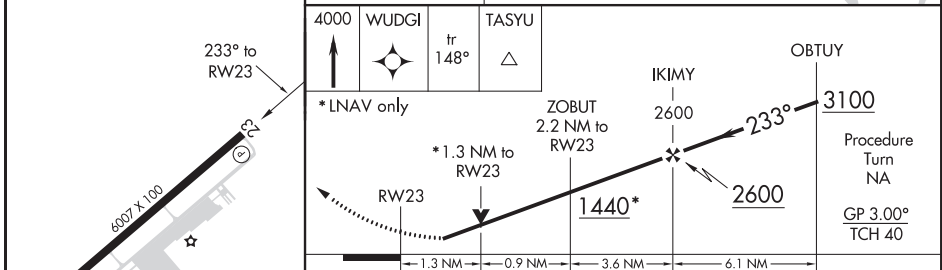 233° to
RW23
23
P
6007 X 100
4000
WUDGI
tr
148°
TASYU
*LNAV only
OBTUY
IKIMY
2600
ZOBUT
2.2 NM to
RW23
*1.3 NM to
RW23
RW23
233°
3100
Procedure
Turn
NA
1440*
2600
GP 3.00°
TCH 40
1.3 NM
0.9 NM
3.6 NM
6.1 NM